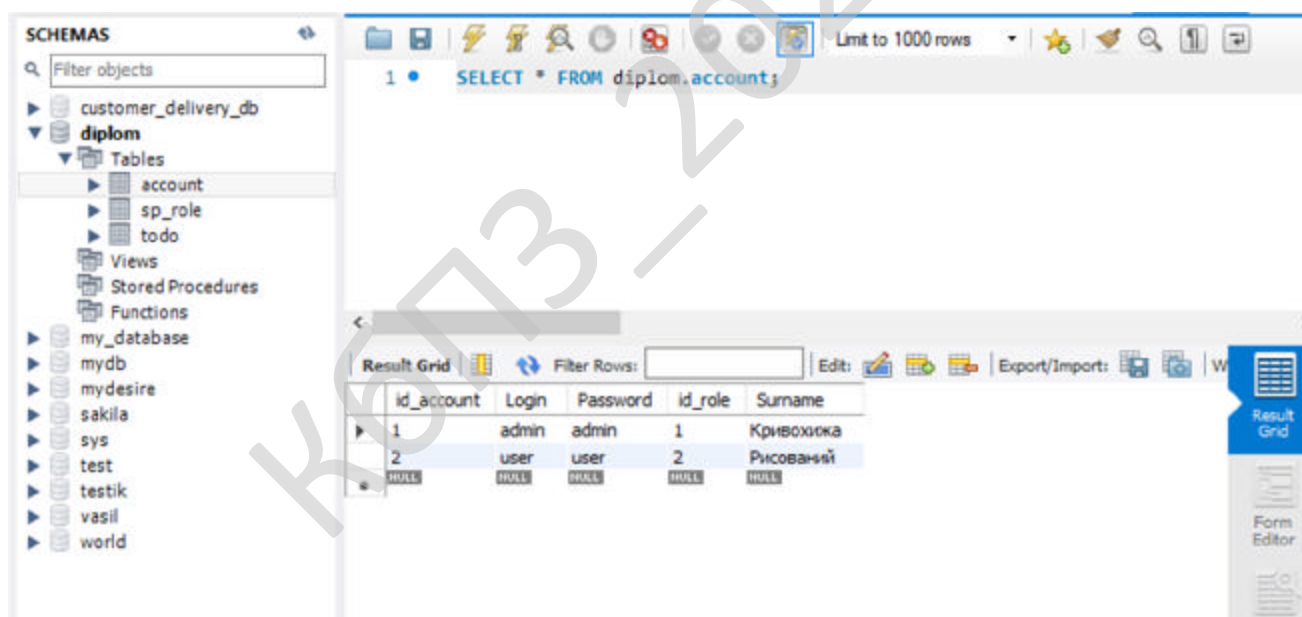 SCHEMAS
Filter objects
customer_delivery_db
diplom
Tables
account
sp_role
todo
Views
Stored Procedures
Functions
my_database
mydb
mydesire
sakila
sys
test
testik
vasil
world
Limit to 1000 rows
1 SELECT * FROM diplom.account;
Result Grid Filter Rows: Edit: Export/Import: W
id_account Login Password id_role Surname
1 admin admin 1 Кривохижа
2 user user 2 Рисований
NULL NULL NULL NULL NULL
Result
Grid
Form
Editor